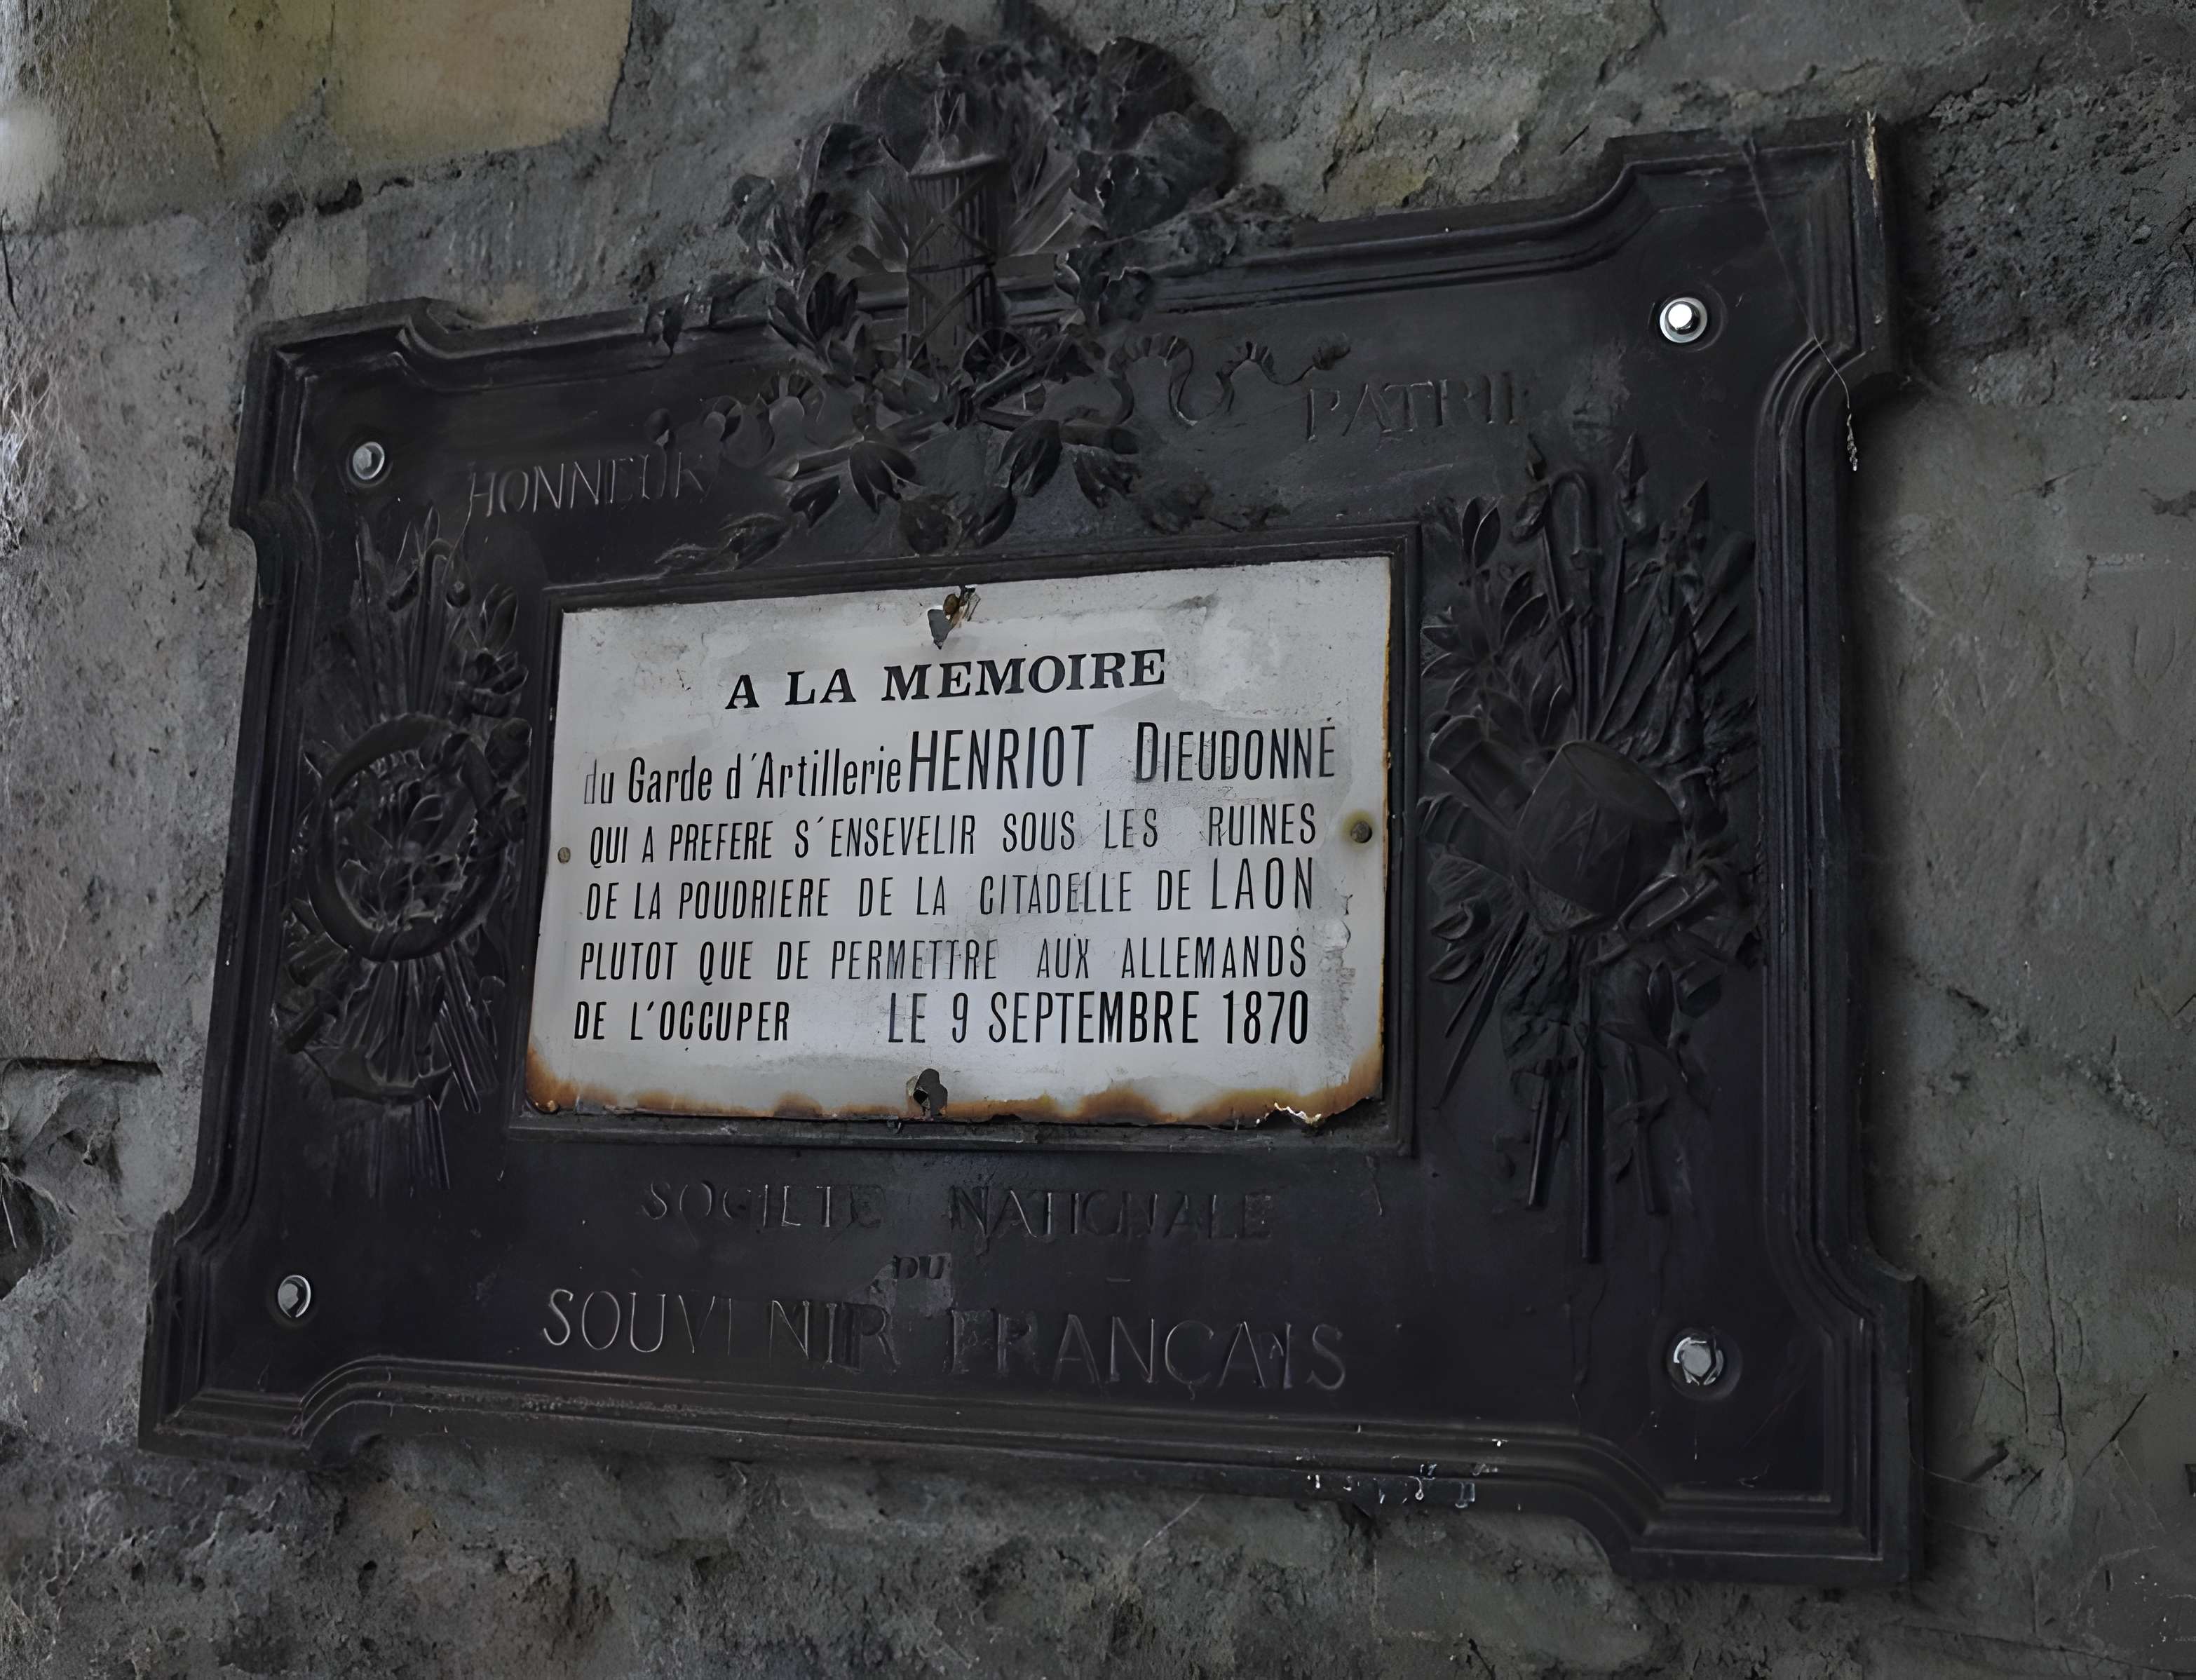 HONNEUR PATRIE
A LA MEMOIRE
du Garde d'Artillerie HENRIOT DIEUDONNÉ
QUI A PREFERE S'ENSEVELIR SOUS LES RUINES
DE LA POUDRIERE DE LA CITADELLE DE LAON
PLUTOT QUE DE PERMETTRE AUX ALLEMANDS
DE L'OCCUPER LE 9 SEPTEMBRE 1870
SOCIETE NATIONALE
DU
SOUVENIR FRANÇAIS